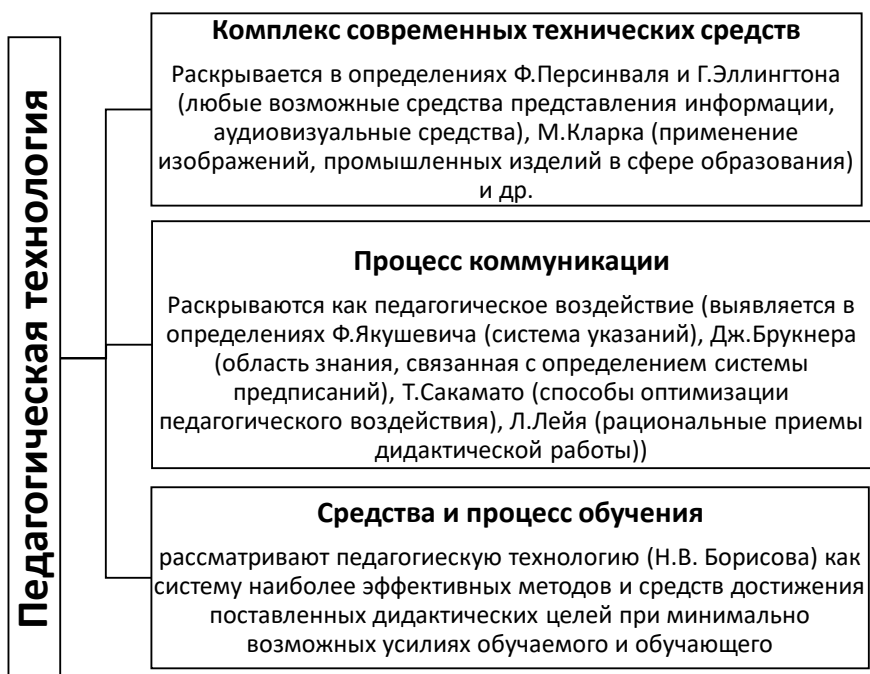 Педагогическая технология
Комплекс современных технических средств
Раскрывается в определениях Ф.Персинваля и Г.Эллингтона
(любые возможные средства представления информации,
аудиовизуальные средства), М.Кларка (применение
изображений, промышленных изделий в сфере образования)
и др.
Процесс коммуникации
Раскрываются как педагогическое воздействие (выявляется в
определениях Ф.Якушевича (система указаний), Дж.Брукнера
(область знания, связанная с определением системы
предписаний), Т.Сакамато (способы оптимизации
педагогического воздействия), Л.Лейя (рациональные приемы
дидактической работы))
Средства и процесс обучения
рассматривают педагогиескую технологию (Н.В. Борисова) как
систему наиболее эффективных методов и средств достижения
поставленных дидактических целей при минимально
возможных усилиях обучаемого и обучающего